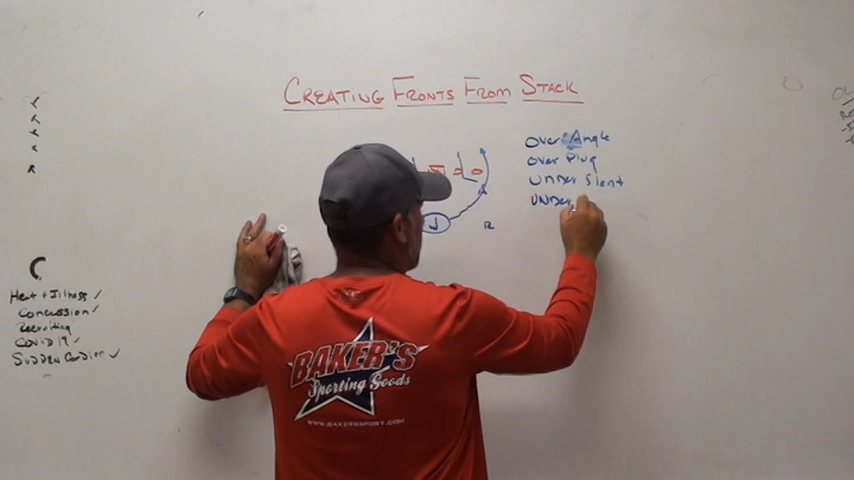 CREATING FRONTS FROM STACK
Over Angle
Over Plug
Under Slant
Under
J
R
R
Heat + Illness ✓
Concussion ✓
Recruiting
COVID 19 ✓
Sudden Cardiac ✓
BAKER'S
Sporting Goods
WWW.BAKERSSPORT.COM